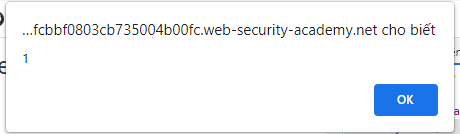 ...fcbbf0803cb735004b00fc.web-security-academy.net cho biết
1
OK